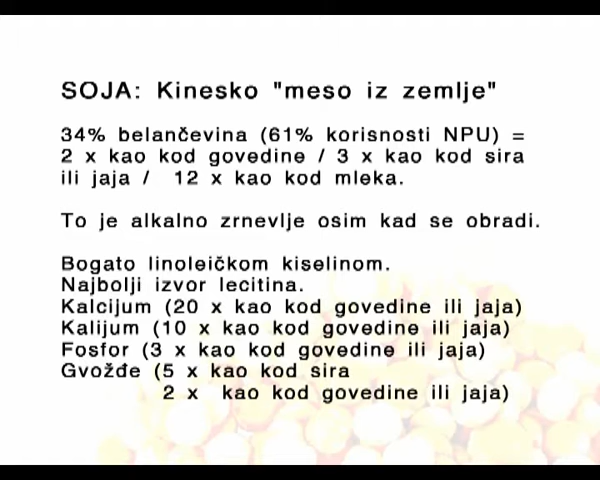 SOJA: Kinesko "meso iz zemlje"
34% belančevina (61% korisnosti NPU) =
2 x kao kod govedine / 3 x kao kod sira
ili jaja / 12 x kao kod mleka.
To je alkalno zrnevlje osim kad se obradi.
Bogato linoleičkom kiselinom.
Najbolji izvor lecitina.
Kalcijum (20 x kao kod govedine ili jaja)
Kalijum (10 x kao kod govedine ili jaja)
Fosfor (3 x kao kod govedine ili jaja)
Gvožđe (5 x kao kod sira
2 x kao kod govedine ili jaja)